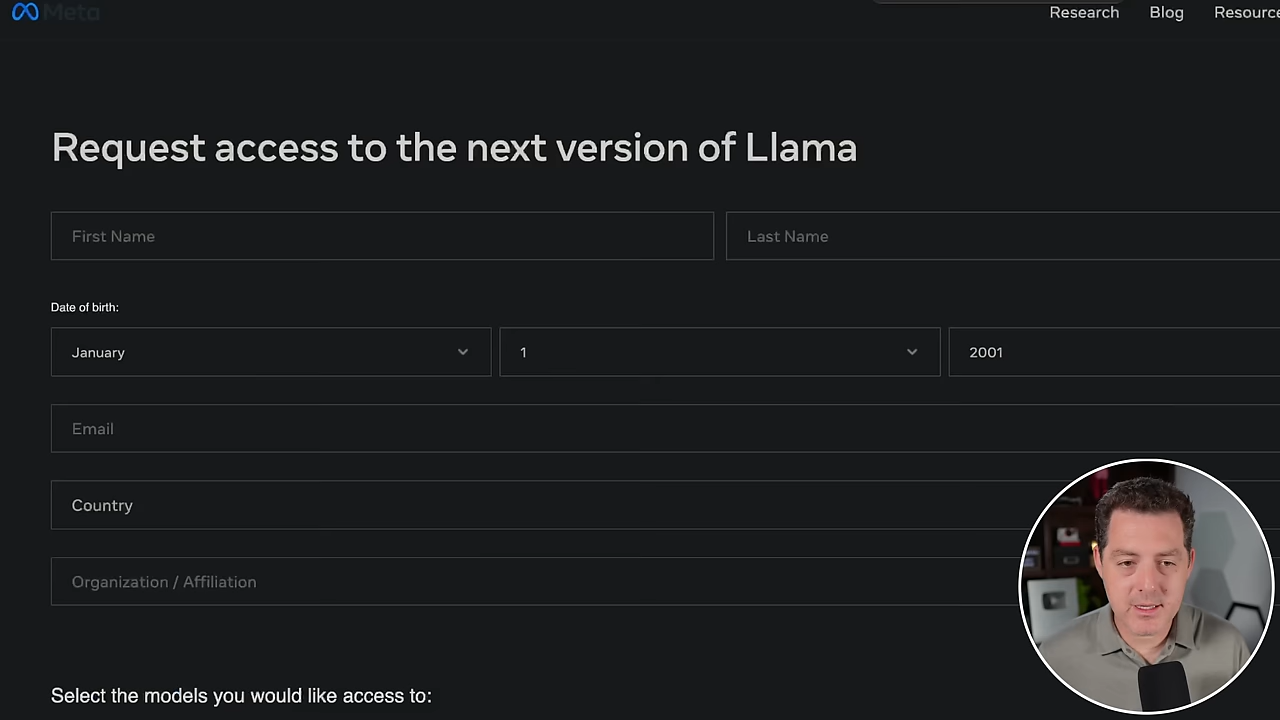 Meta
Research Blog
Request access to the next version of Llama
First Name Last Name
Date of birth:
January 1 2001
Email
Country
Organization / Affiliation
Select the models you would like access to: